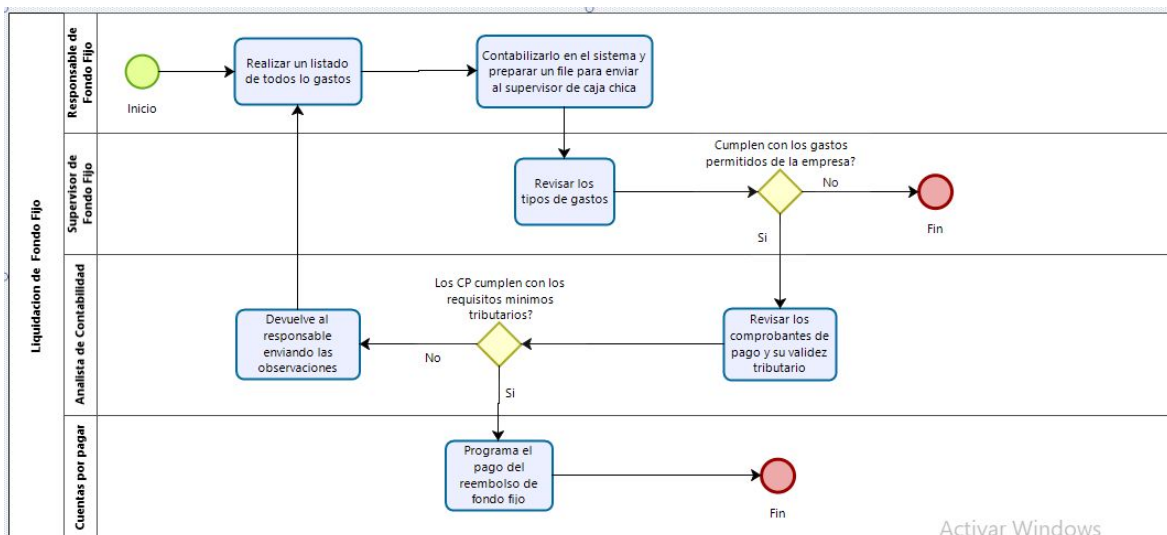 Liquidacion de Fondo Fijo
Responsable de
Fondo Fijo
Inicio
Realizar un listado
de todos lo gastos
Contabilizarlo en el sistema y
preparar un file para enviar
al supervisor de caja chica
Supervisor de
Fondo Fijo
Revisar los
tipos de gastos
Cumplen con los gastos
permitidos de la empresa?
No
Fin
Si
Analista de Contabilidad
Revisar los
comprobantes de
pago y su validez
tributario
Los CP cumplen con los
requisitos minimos
tributarios?
No
Devuelve al
responsable
enviando las
observaciones
Si
Cuentas por pagar
Programa el
pago del
reembolso de
fondo fijo
Fin
Activar Windows